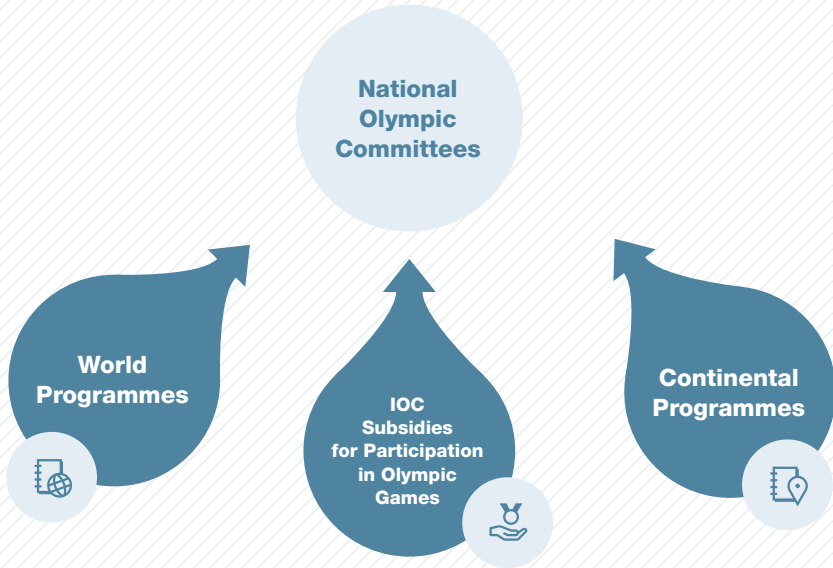 National
Olympic
Committees
World
Programmes
IOC
Subsidies
for Participation
in Olympic
Games
Continental
Programmes